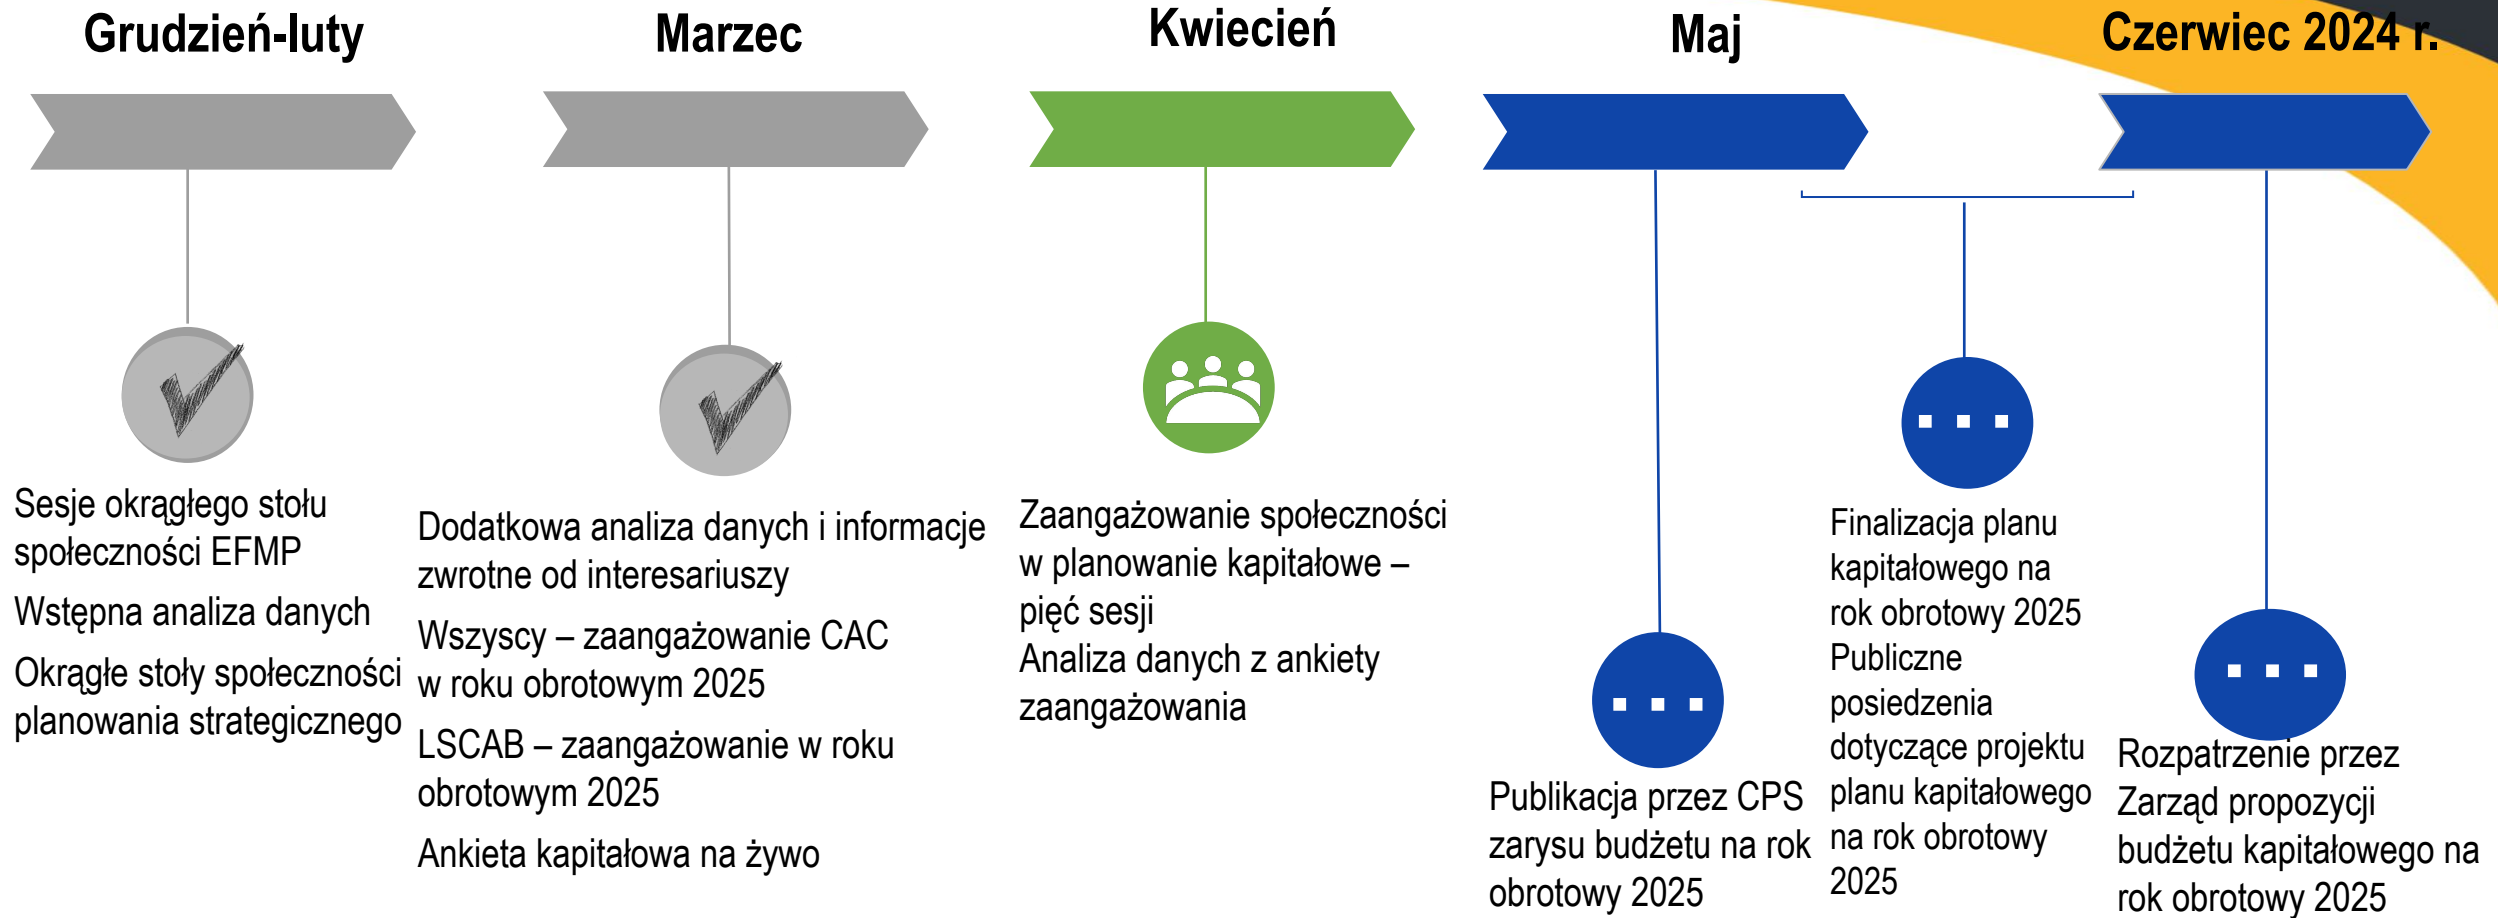 Grudzień-luty
Marzec
Kwiecień
Maj
Czerwiec 2024 r.
Sesje okrągłego stołu
społeczności EFMP
Wstępna analiza danych
Okrągłe stoły społeczności
planowania strategicznego
Dodatkowa analiza danych i informacje
zwrotne od interesariuszy
Wszyscy – zaangażowanie CAC
w roku obrotowym 2025
LSCAB – zaangażowanie w roku
obrotowym 2025
Ankieta kapitałowa na żywo
Zaangażowanie społeczności
w planowanie kapitałowe –
pięć sesji
Analiza danych z ankiety
zaangażowania
Publikacja przez CPS
zarysu budżetu na rok
obrotowy 2025
Finalizacja planu
kapitałowego na
rok obrotowy 2025
Publiczne
posiedzenia
dotyczące projektu
planu kapitałowego
na rok obrotowy
2025
Rozpatrzenie przez
Zarząd propozycji
budżetu kapitałowego na
rok obrotowy 2025